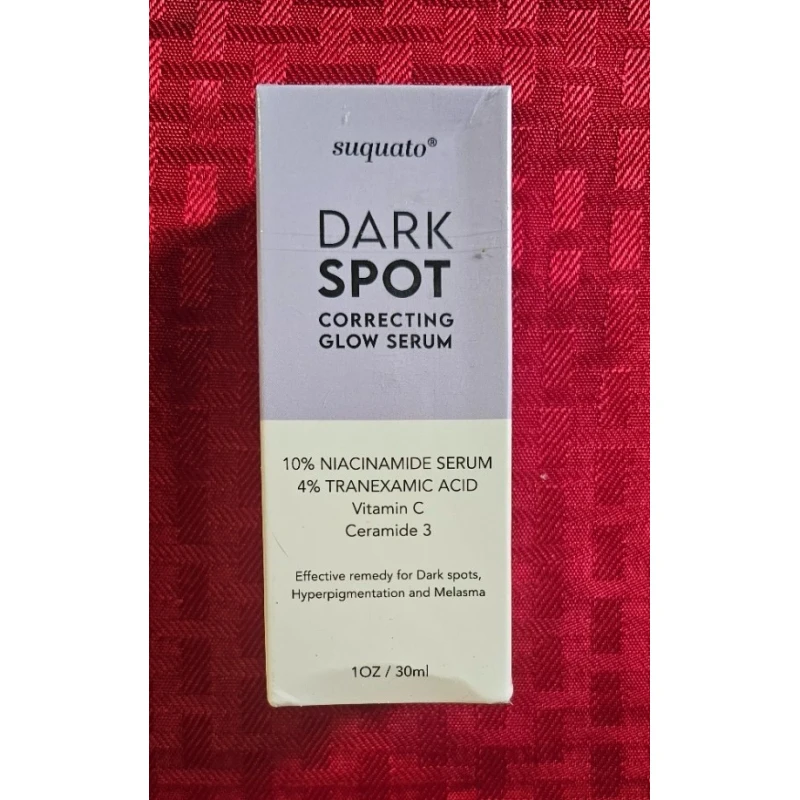 suquato®
DARK
SPOT
CORRECTING
GLOW SERUM
10% NIACINAMIDE SERUM
4% TRANEXAMIC ACID
Vitamin C
Ceramide 3
Effective remedy for Dark spots,
Hyperpigmentation and Melasma
1OZ / 30ml